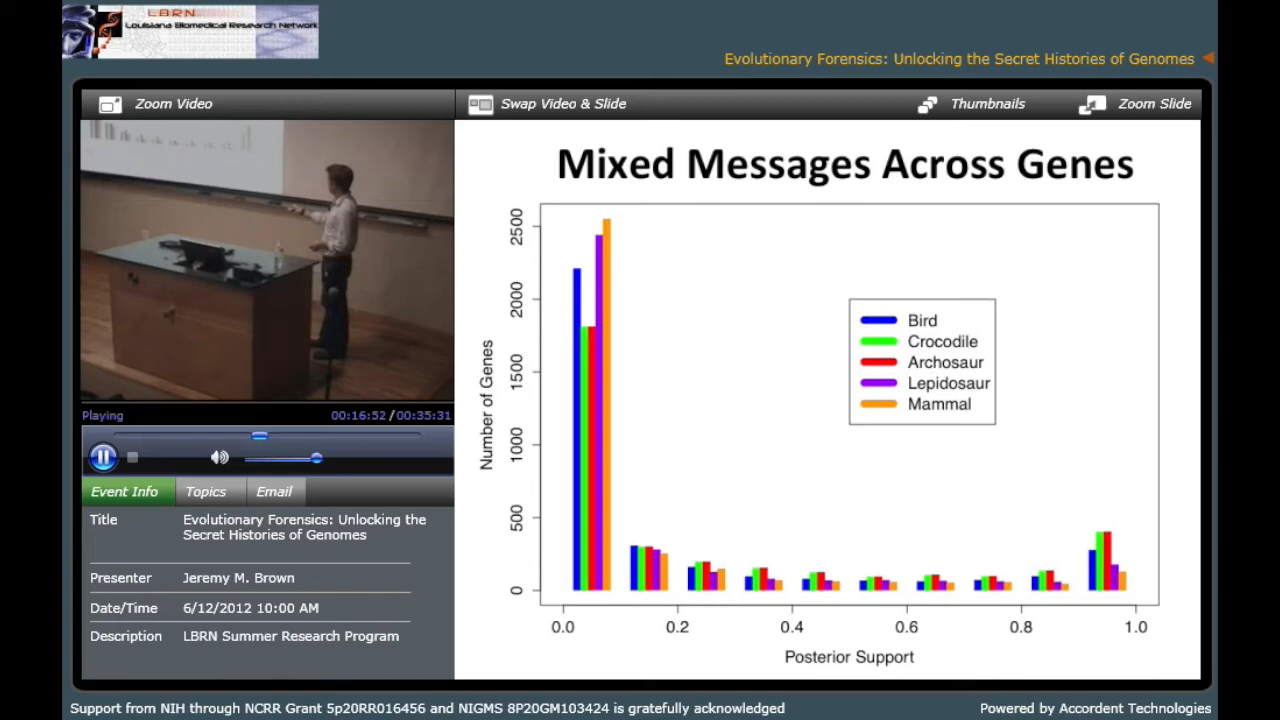 LBRN
Louisiana Biomedical Research Network
Evolutionary Forensics: Unlocking the Secret Histories of Genomes
Zoom Video
Swap Video & Slide
Thumbnails
Zoom Slide
Mixed Messages Across Genes
2500
2000
1500
1000
500
0
Number of Genes
Bird
Crocodile
Archosaur
Lepidosaur
Mammal
0.0 0.2 0.4 0.6 0.8 1.0
Posterior Support
Playing 00:16:52 / 00:35:31
Event Info Topics Email
Title Evolutionary Forensics: Unlocking the
Secret Histories of Genomes
Presenter Jeremy M. Brown
Date/Time 6/12/2012 10:00 AM
Description LBRN Summer Research Program
Support from NIH through NCRR Grant 5p20RR016456 and NIGMS 8P20GM103424 is gratefully acknowledged
Powered by Accordent Technologies